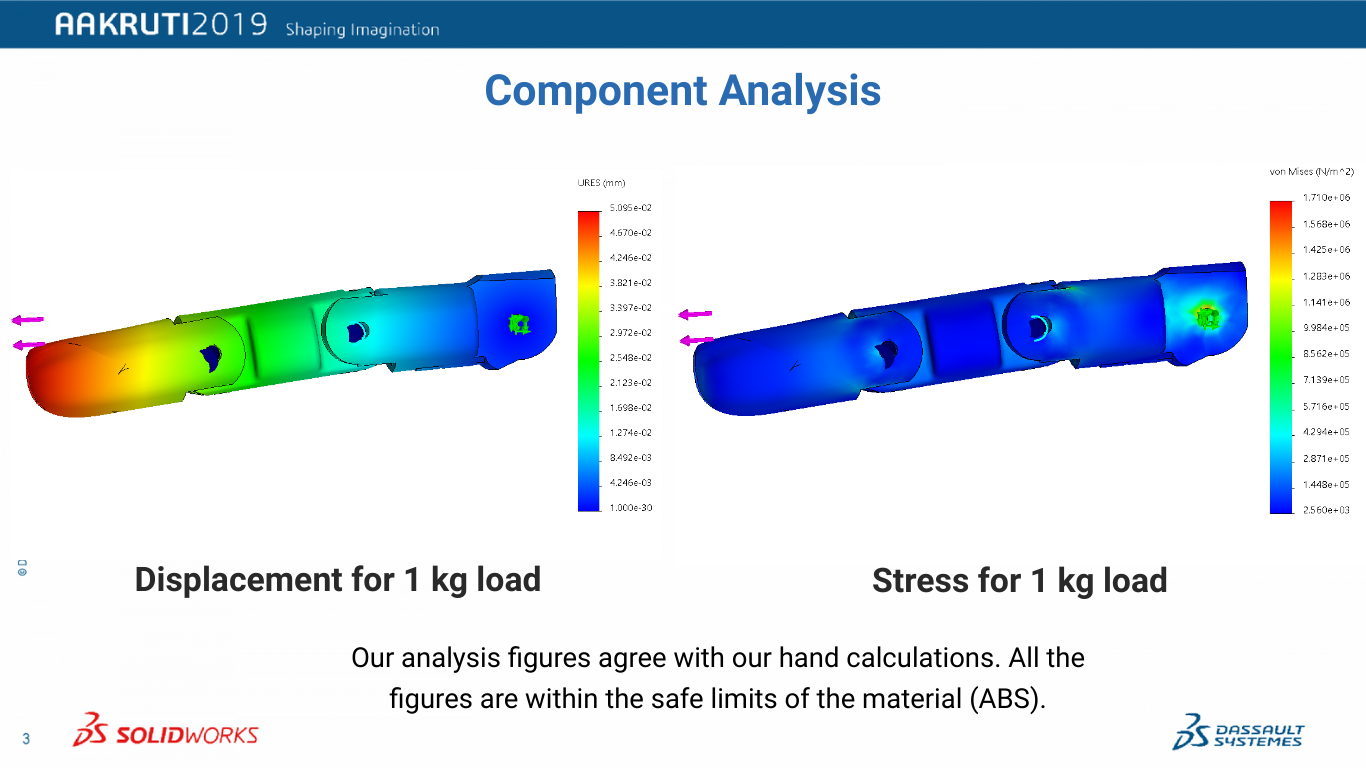 AAKRUTI2019 Shaping Imagination
Component Analysis
URES (mm)
5.095e-02
4.670e-02
4.246e-02
3.821e-02
3.397e-02
2.972e-02
2.548e-02
2.123e-02
1.698e-02
1.274e-02
8.492e-03
4.246e-03
1.000e-30
von Mises (N/m^2)
1.710e+06
1.568e+06
1.425e+06
1.283e+06
1.141e+06
9.984e+05
8.562e+05
7.139e+05
5.716e+05
4.294e+05
2.871e+05
1.448e+05
2.560e+03
Displacement for 1 kg load
Stress for 1 kg load
Our analysis figures agree with our hand calculations. All the
figures are within the safe limits of the material (ABS).
3
SOLIDWORKS
DASSAULT
SYSTEMES